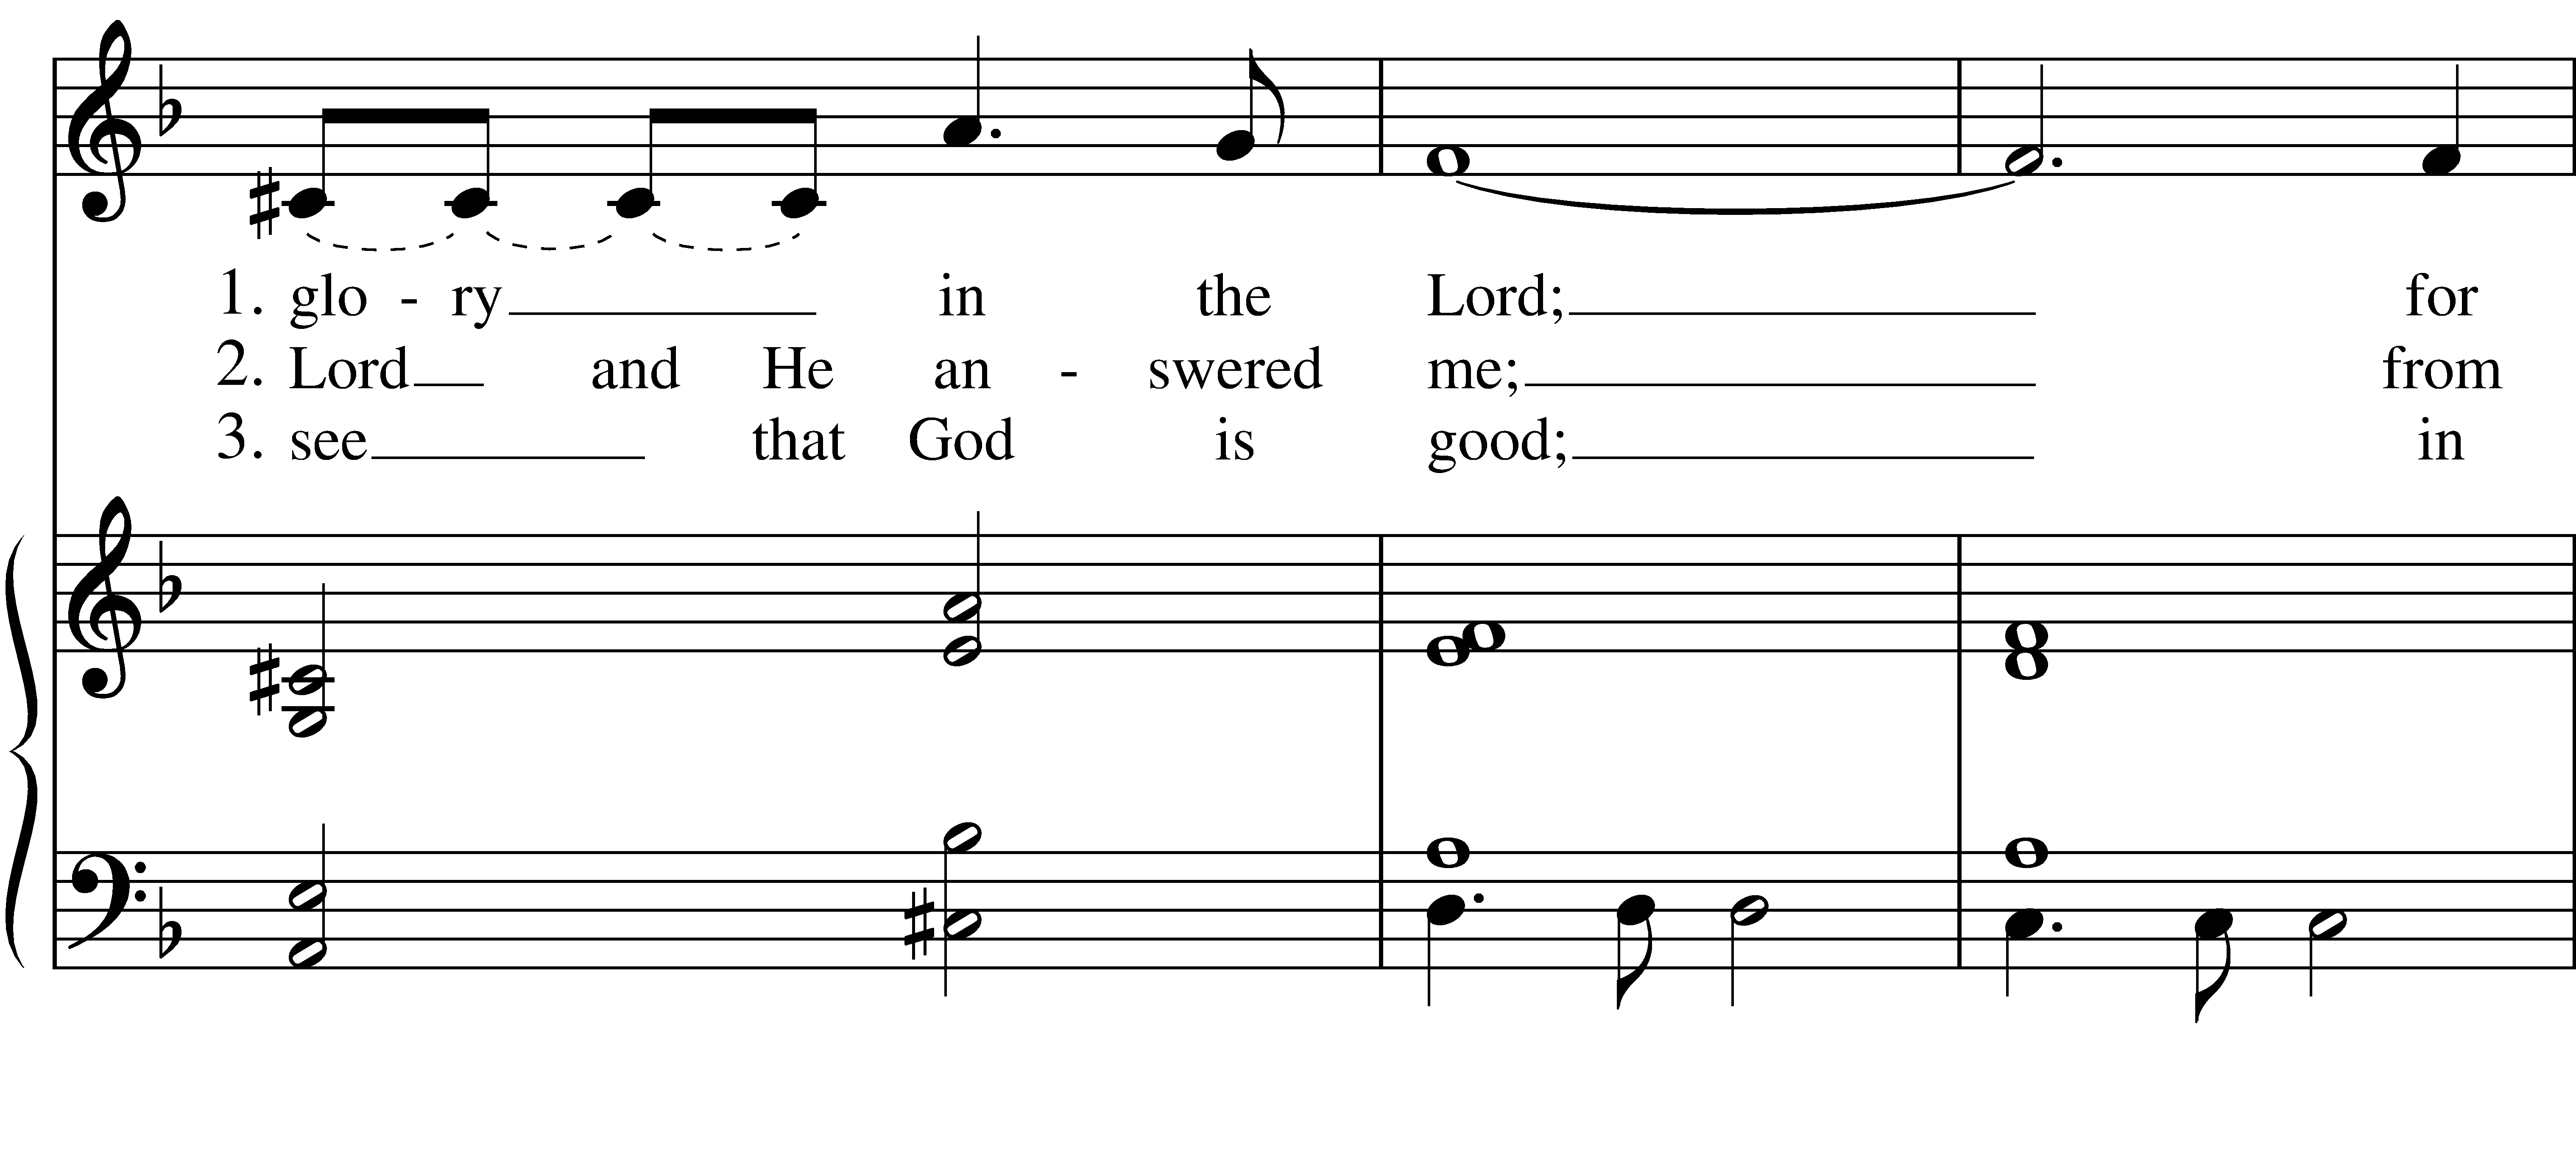 1. glo - ry in the Lord; for
2. Lord and He an - swered me; from
3. see that God is good; in